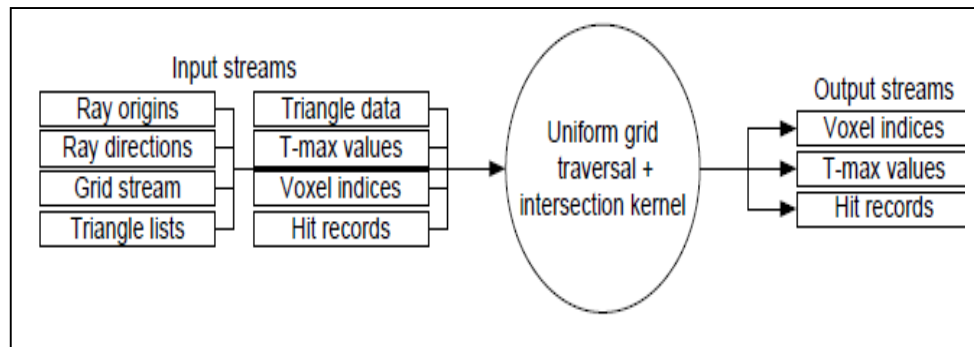 Input streams
Ray origins
Ray directions
Grid stream
Triangle lists
Triangle data
T-max values
Voxel indices
Hit records
Uniform grid
traversal +
intersection kernel
Output streams
Voxel indices
T-max values
Hit records